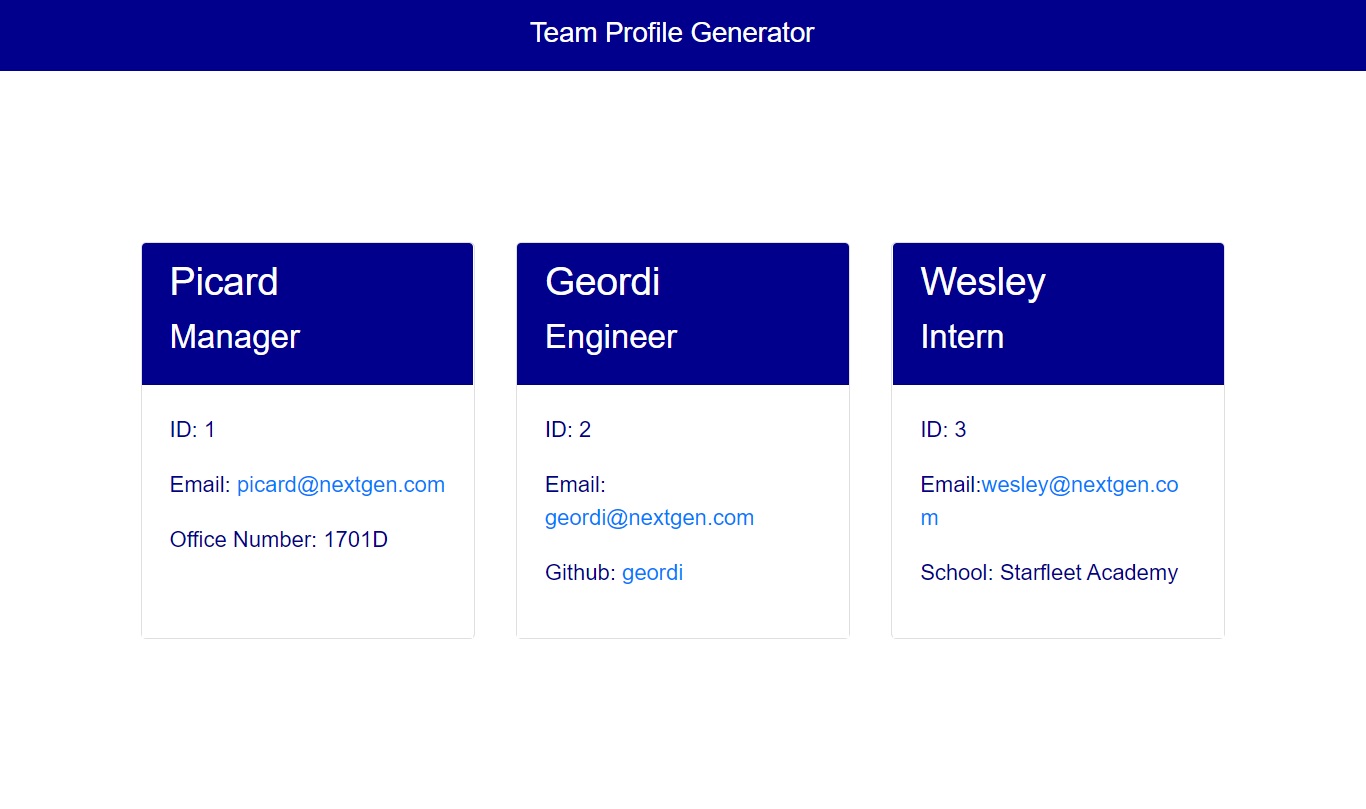 Team Profile Generator
Picard
Manager
ID: 1
Email: picard@nextgen.com
Office Number: 1701D
Geordi
Engineer
ID: 2
Email:
geordi@nextgen.com
Github: geordi
Wesley
Intern
ID: 3
Email:wesley@nextgen.co
m
School: Starfleet Academy